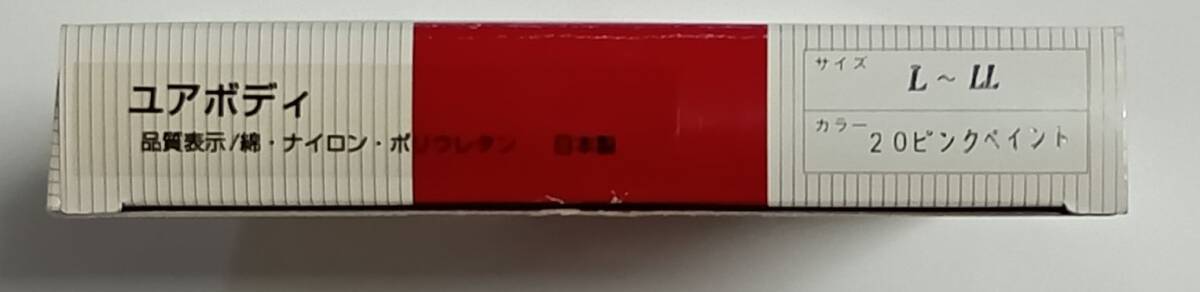 ユアボディ
品質表示/綿・ナイロン・ポリウレタン 日本製
サイズ L~LL
カラー 20ピンクペイント